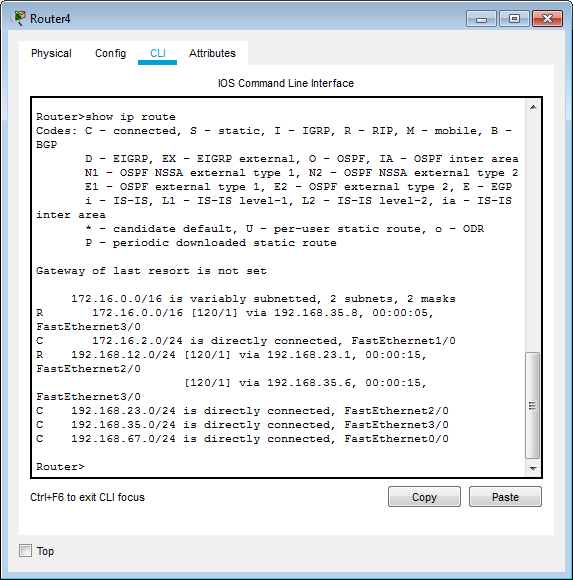 Router4
Physical Config CLI Attributes
IOS Command Line Interface
Router>show ip route
Codes: C - connected, S - static, I - IGRP, R - RIP, M - mobile, B -
BGP
       D - EIGRP, EX - EIGRP external, O - OSPF, IA - OSPF inter area
       N1 - OSPF NSSA external type 1, N2 - OSPF NSSA external type 2
       E1 - OSPF external type 1, E2 - OSPF external type 2, E - EGP
       i - IS-IS, L1 - IS-IS level-1, L2 - IS-IS level-2, ia - IS-IS
inter area
       * - candidate default, U - per-user static route, o - ODR
       P - periodic downloaded static route
Gateway of last resort is not set
     172.16.0.0/16 is variably subnetted, 2 subnets, 2 masks
R       172.16.0.0/16 [120/1] via 192.168.35.8, 00:00:05,
FastEthernet3/0
C       172.16.2.0/24 is directly connected, FastEthernet1/0
R    192.168.12.0/24 [120/1] via 192.168.23.1, 00:00:15,
FastEthernet2/0
                     [120/1] via 192.168.35.6, 00:00:15,
FastEthernet3/0
C    192.168.23.0/24 is directly connected, FastEthernet2/0
C    192.168.35.0/24 is directly connected, FastEthernet3/0
C    192.168.67.0/24 is directly connected, FastEthernet0/0
Router>
Ctrl+F6 to exit CLI focus Copy Paste
Top